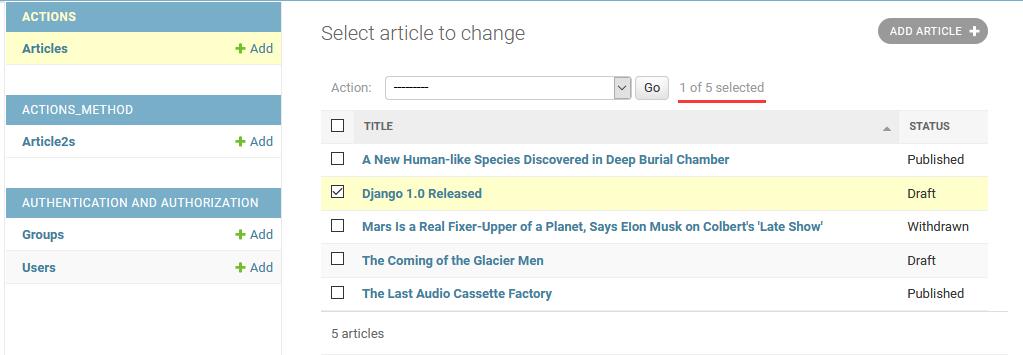 ACTIONS
Articles + Add
ACTIONS_METHOD
Article2s + Add
AUTHENTICATION AND AUTHORIZATION
Groups + Add
Users + Add
Select article to change
ADD ARTICLE +
Action: --------- Go 1 of 5 selected
TITLE STATUS
A New Human-like Species Discovered in Deep Burial Chamber Published
Django 1.0 Released Draft
Mars Is a Real Fixer-Upper of a Planet, Says Elon Musk on Colbert's 'Late Show' Withdrawn
The Coming of the Glacier Men Draft
The Last Audio Cassette Factory Published
5 articles